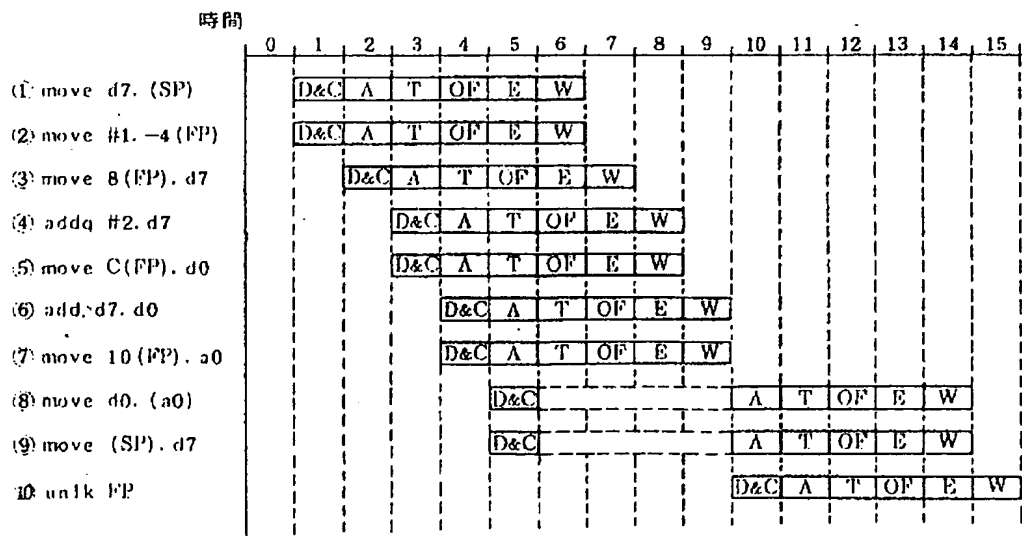 時間
0 1 2 3 4 5 6 7 8 9 10 11 12 13 14 15
(1) move d7. (SP) D&C A T OF E W
(2) move #1. -4(FP) D&C A T OF E W
(3) move 8(FP). d7 D&C A T OF E W
(4) addq #2. d7 D&C A T OF E W
(5) move C(FP). d0 D&C A T OF E W
(6) add. d7. d0 D&C A T OF E W
(7) move 10(FP). a0 D&C A T OF E W
(8) move d0. (a0) D&C A T OF E W
(9) move (SP). d7 D&C A T OF E W
10 unlk FP D&C A T OF E W